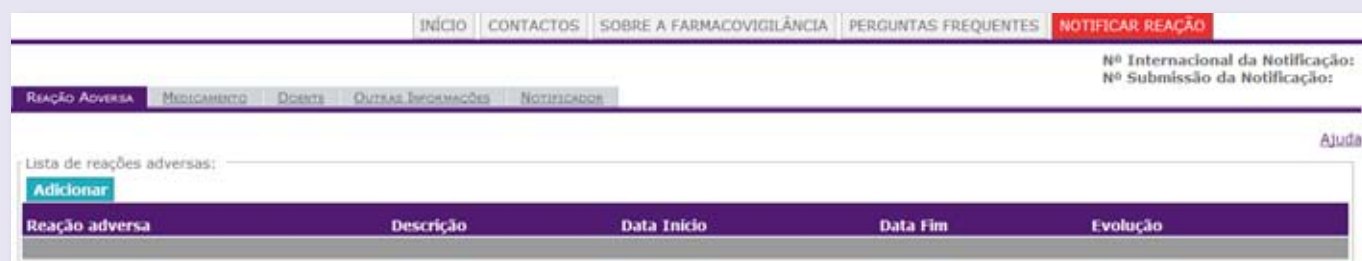 INÍCIO CONTACTOS SOBRE A FARMACOVIGILÂNCIA PERGUNTAS FREQUENTES NOTIFICAR REAÇÃO
Nº Internacional da Notificação:
Nº Submissão da Notificação:
REAÇÃO ADVERSA MEDICAMENTO DOENTE OUTRAS INFORMAÇÕES NOTIFICADOR
Ajuda
Lista de reações adversas:
Adicionar
Reação adversa Descrição Data Início Data Fim Evolução